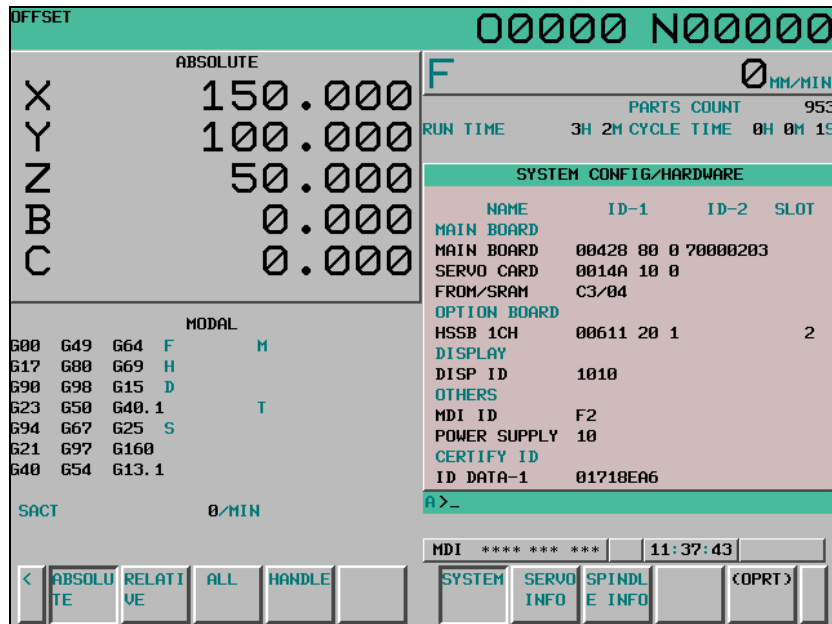 OFFSET
O0000 N00000
ABSOLUTE
X 150.000
Y 100.000
Z 50.000
B 0.000
C 0.000
F 0 MM/MIN
PARTS COUNT 953
RUN TIME 3H 2M CYCLE TIME 0H 0M 1S
SYSTEM CONFIG/HARDWARE
NAME ID-1 ID-2 SLOT
MAIN BOARD
MAIN BOARD 00428 80 0 70000203
SERVO CARD 0014A 10 0
FROM/SRAM C3/04
OPTION BOARD
HSSB 1CH 00611 20 1 2
DISPLAY
DISP ID 1010
OTHERS
MDI ID F2
POWER SUPPLY 10
CERTIFY ID
ID DATA-1 01718EA6
MODAL
G00 G49 G64 F M
G17 G80 G69 H
G90 G98 G15 D
G23 G50 G40.1 T
G94 G67 G25 S
G21 G97 G160
G40 G54 G13.1
SACT 0/MIN
A>_
MDI **** *** *** 11:37:43
< ABSOLU RELATI ALL HANDLE SYSTEM SERVO SPINDL (OPRT)
TE VE INFO E INFO